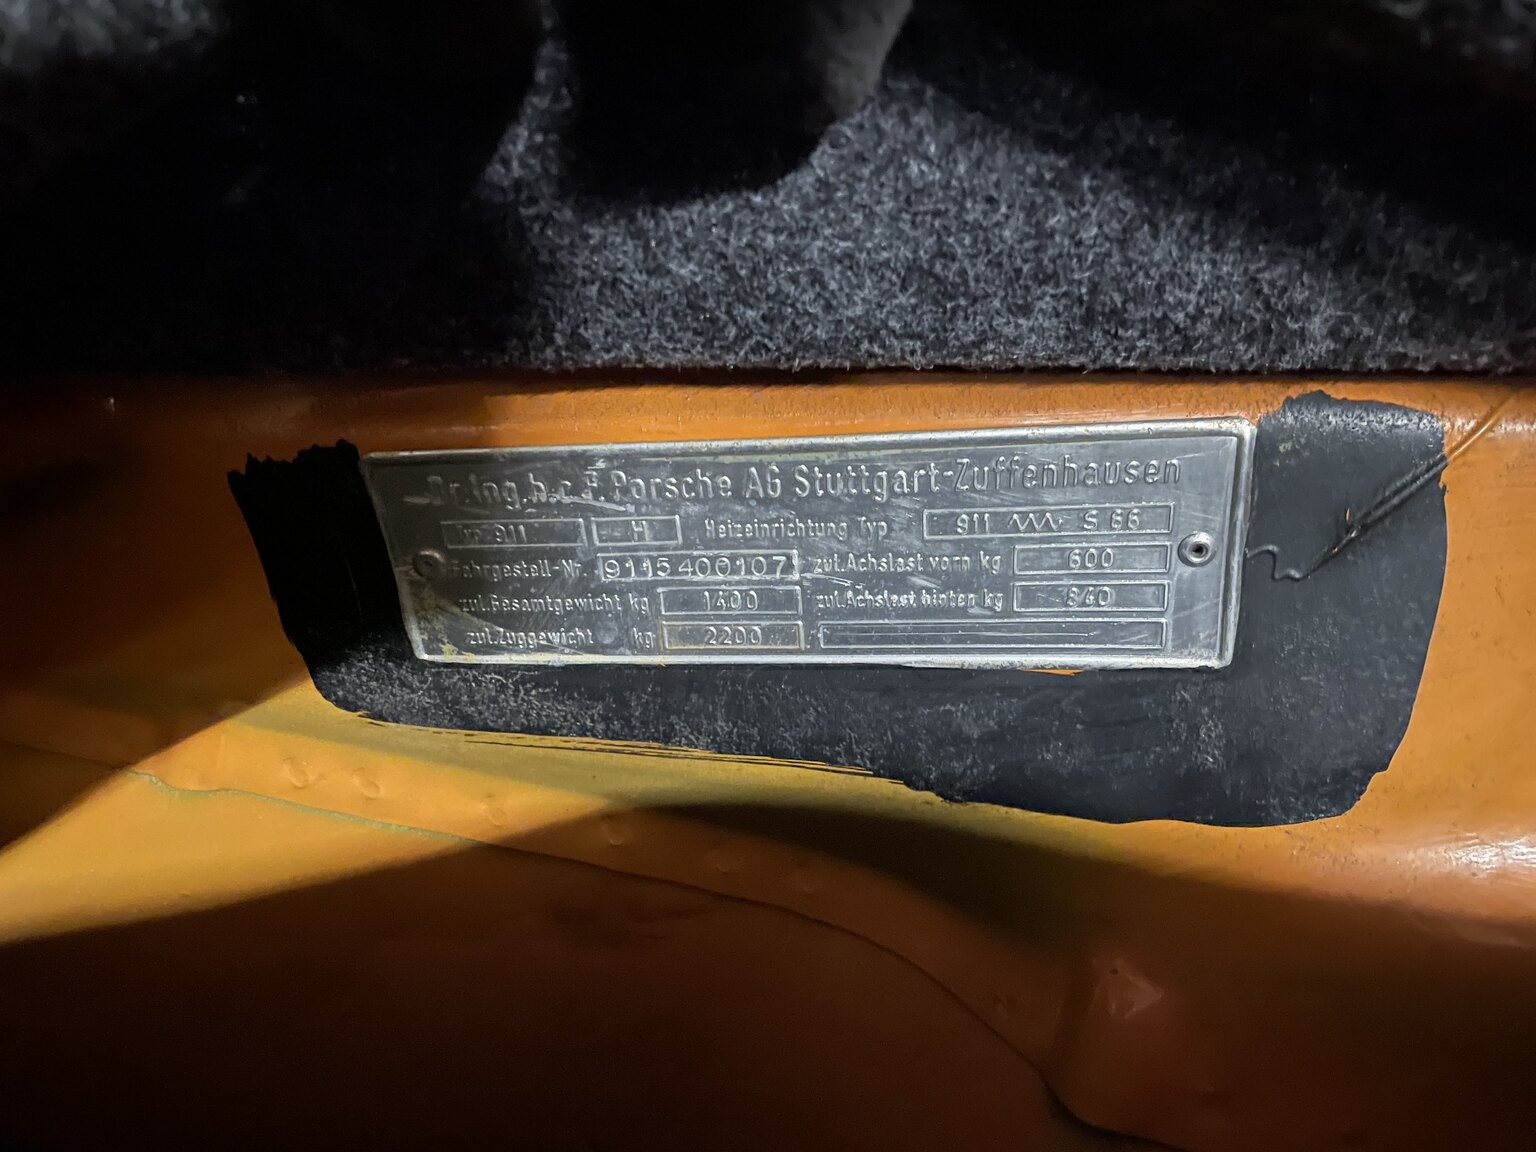 Dr. Ing. h. c. F. Porsche AG Stuttgart-Zuffenhausen
Typ 911 H Heizeinrichtung Typ 911 S 66
Fahrgestell-Nr. 9115400107 zul. Achslast vorn kg 600
zul. Gesamtgewicht kg 1400 zul. Achslast hinten kg 840
zul. Zuggewicht kg 2200